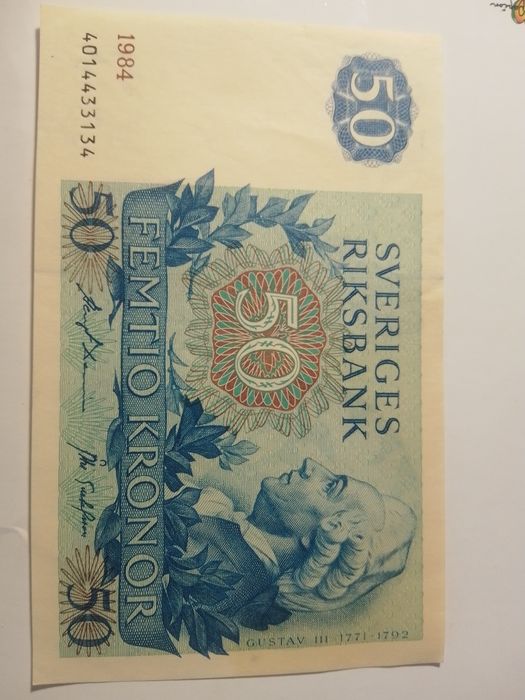 50
SVERIGES
RIKSBANK
1984
4014433134
50
50
FEMTIO KRONOR
50
GUSTAV III 1771-1792